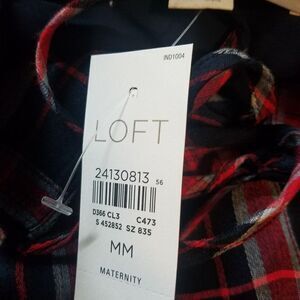 IND1004
LOFT
24130813 56
D366 CL3 C473
S 452852 SZ 835
MM
MATERNITY